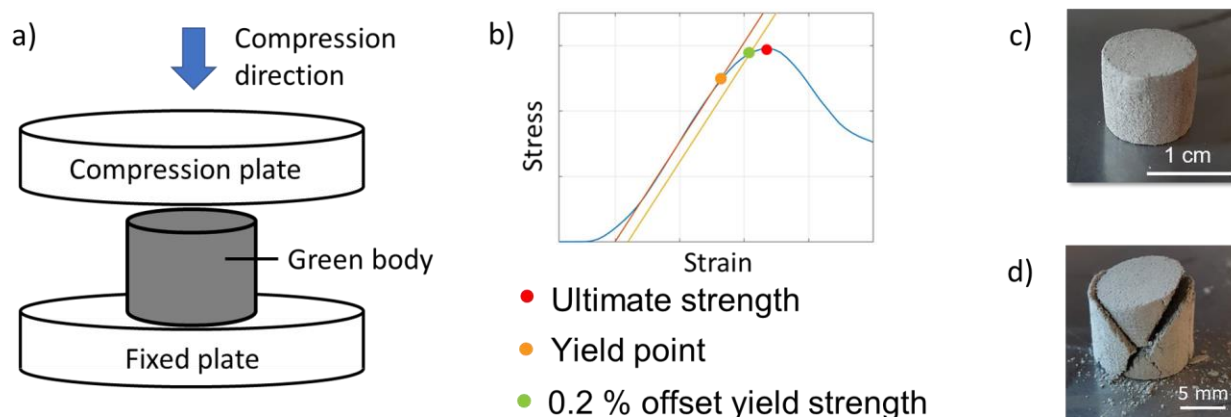 a)
Compression
direction
Compression plate
Green body
Fixed plate
b)
Stress
Strain
Ultimate strength
Yield point
0.2 % offset yield strength
c)
1 cm
d)
5 mm